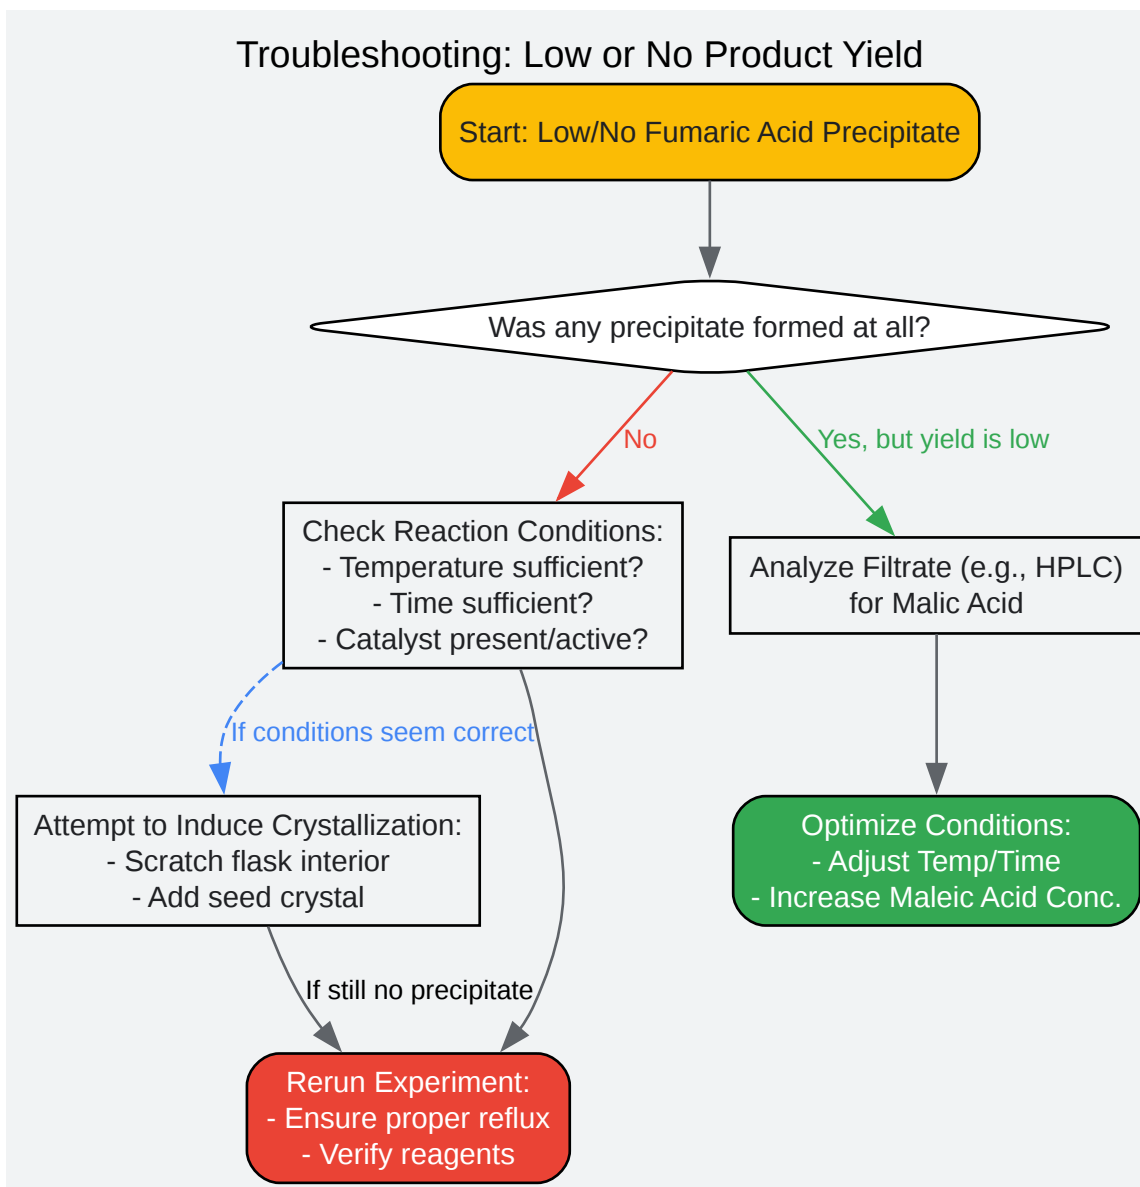 Troubleshooting: Low or No Product Yield
Start: Low/No Fumaric Acid Precipitate
Was any precipitate formed at all?
No
Yes, but yield is low
Check Reaction Conditions:
- Temperature sufficient?
- Time sufficient?
- Catalyst present/active?
Analyze Filtrate (e.g., HPLC)
for Malic Acid
If conditions seem correct
Attempt to Induce Crystallization:
- Scratch flask interior
- Add seed crystal
Optimize Conditions:
- Adjust Temp/Time
- Increase Maleic Acid Conc.
If still no precipitate
Rerun Experiment:
- Ensure proper reflux
- Verify reagents